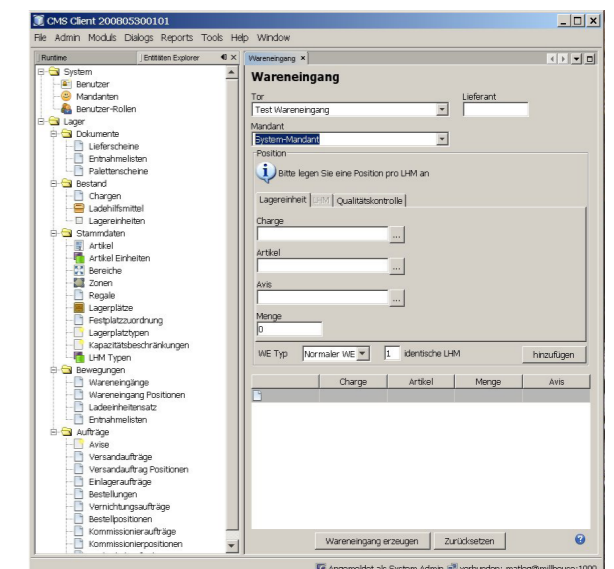 CMS Client 200805300101
File Admin Moduls Dialogs Reports Tools Help Window
Runtime
Entitäten Explorer
System
Benutzer
Mandanten
Benutzer-Rollen
Lager
Dokumente
Lieferscheine
Entnahmelisten
Palettenscheine
Bestand
Chargen
Ladehilfsmittel
Lagereinheiten
Stammdaten
Artikel
Artikel Einheiten
Bereiche
Zonen
Regale
Lagerplätze
Festplatzzuordnung
Lagerplatztypen
Kapazitätsbeschränkungen
LHM Typen
Bewegungen
Wareneingänge
Wareneingang Positionen
Ladeeinheitensatz
Entnahmelisten
Aufträge
Avise
Versandaufträge
Versandauftrag Positionen
Einlageraufträge
Bestellungen
Vernichtungsaufträge
Bestellpositionen
Kommissionieraufträge
Kommissionierpositionen
Wareneingang
Wareneingang
Tor
Lieferant
Test Wareneingang
Mandant
System-Mandant
Position
Bitte legen Sie eine Position pro LHM an
Lagereinheit LHM Qualitätskontrolle
Charge
...
Artikel
...
Avis
...
Menge
0
WE Typ Normaler WE 1 identische LHM hinzufügen
Charge Artikel Menge Avis
Wareneingang erzeugen Zurücksetzen
Angemeldet als System Admin verbunden: